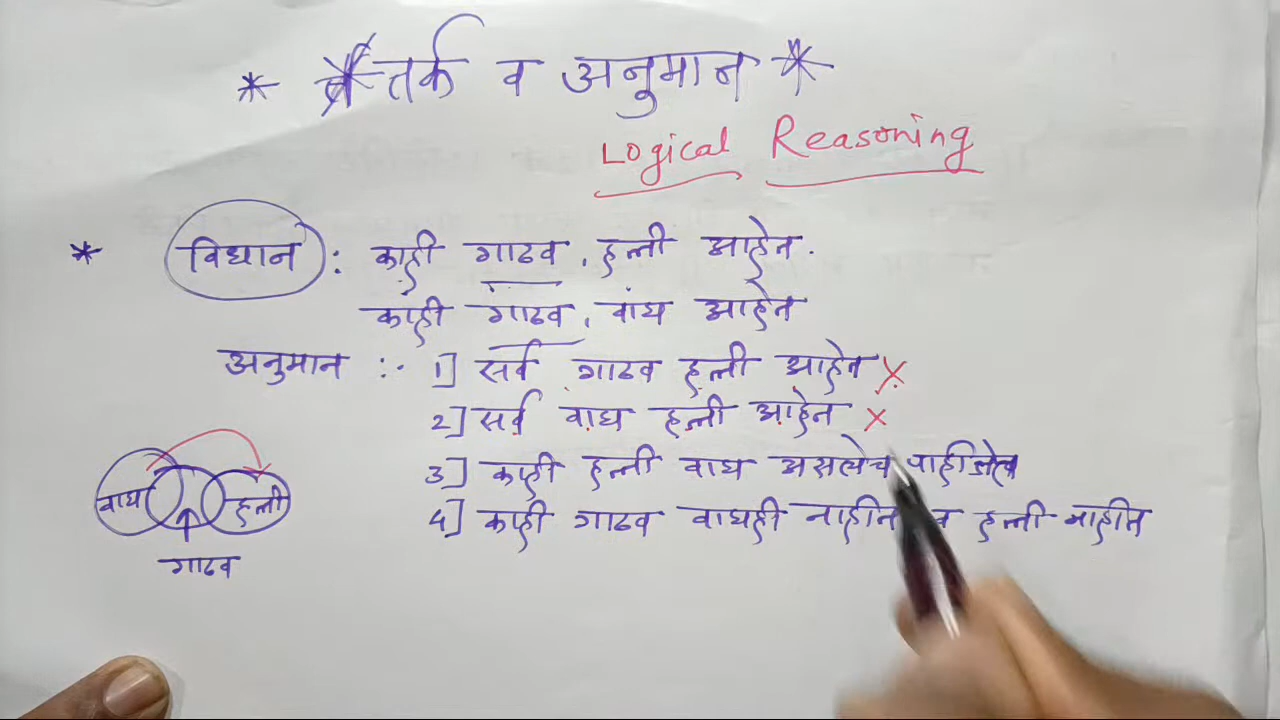 * तर्क व अनुमान *
Logical Reasoning
* विधान : काही गाढव, हत्ती आहेत.
काही गाढव, वाघ आहेत
अनुमान :- 1] सर्व गाढव हत्ती आहेत ×
2] सर्व वाघ हत्ती आहेत ×
3] काही हत्ती वाघ असलेच पाहीजेत
4] काही गाढव वाघही नाहीत व हत्ती नाहीत
वाघ हत्ती
गाढव